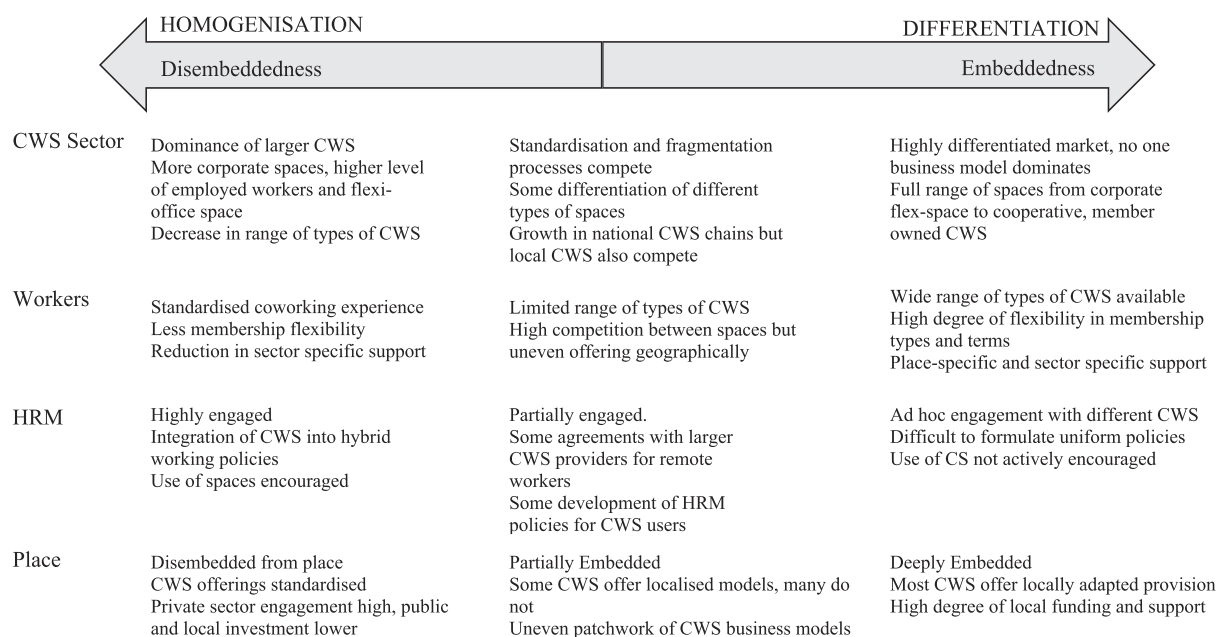 HOMOGENISATION
DIFFERENTIATION
Disembeddedness
Embeddedness
CWS Sector
Dominance of larger CWS
More corporate spaces, higher level
of employed workers and flexi-
office space
Decrease in range of types of CWS
Standardisation and fragmentation
processes compete
Some differentiation of different
types of spaces
Growth in national CWS chains but
local CWS also compete
Highly differentiated market, no one
business model dominates
Full range of spaces from corporate
flex-space to cooperative, member
owned CWS
Workers
Standardised coworking experience
Less membership flexibility
Reduction in sector specific support
Limited range of types of CWS
High competition between spaces but
uneven offering geographically
Wide range of types of CWS available
High degree of flexibility in membership
types and terms
Place-specific and sector specific support
HRM
Highly engaged
Integration of CWS into hybrid
working policies
Use of spaces encouraged
Partially engaged.
Some agreements with larger
CWS providers for remote
workers
Some development of HRM
policies for CWS users
Ad hoc engagement with different CWS
Difficult to formulate uniform policies
Use of CS not actively encouraged
Place
Disembedded from place
CWS offerings standardised
Private sector engagement high, public
and local investment lower
Partially Embedded
Some CWS offer localised models, many do
not
Uneven patchwork of CWS business models
Deeply Embedded
Most CWS offer locally adapted provision
High degree of local funding and support